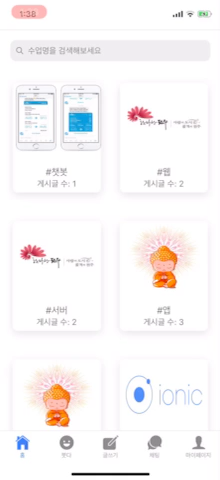 1:38
수업명을 검색해보세요
#챗봇
게시글 수: 1
#웹
게시글 수: 2
#서버
게시글 수: 2
#앱
게시글 수: 3
ionic
홈
글쓰기
채팅
마이페이지